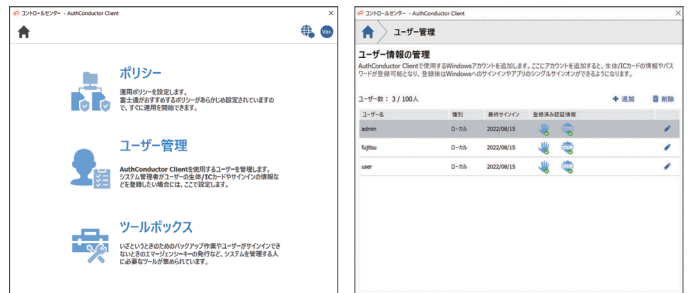 コントロールセンター - AuthConductor Client
Ver.
ポリシー
運用ポリシーを設定します。
富士通がおすすめするポリシーがあらかじめ設定されていますの
で、すぐに運用を開始できます。
ユーザー管理
AuthConductor Clientを使用するユーザーを管理します。
システム管理者がユーザーの生体/ICカードやサインインの情報な
どを登録したい場合には、ここで設定します。
ツールボックス
いざというときのためのバックアップ作業やユーザーがサインインでき
ないときのエマージェンシーキーの発行など、システムを管理する人
に必要なツールが集められています。
コントロールセンター - AuthConductor Client
ユーザー管理
ユーザー情報の管理
AuthConductor Clientで使用するWindowsアカウントを追加します。ここにアカウントを追加すると、生体/ICカードの情報やパス
ワードが登録可能となり、登録後はWindowsへのサインインやアプリのシングルサインオンができるようになります。
ユーザー数： 3 / 100人
+ 追加 削除
ユーザー名 種別 最終サインイン 登録済み認証情報
admin ローカル 2022/08/15
fujitsu ローカル 2022/08/15
user ローカル 2022/08/15